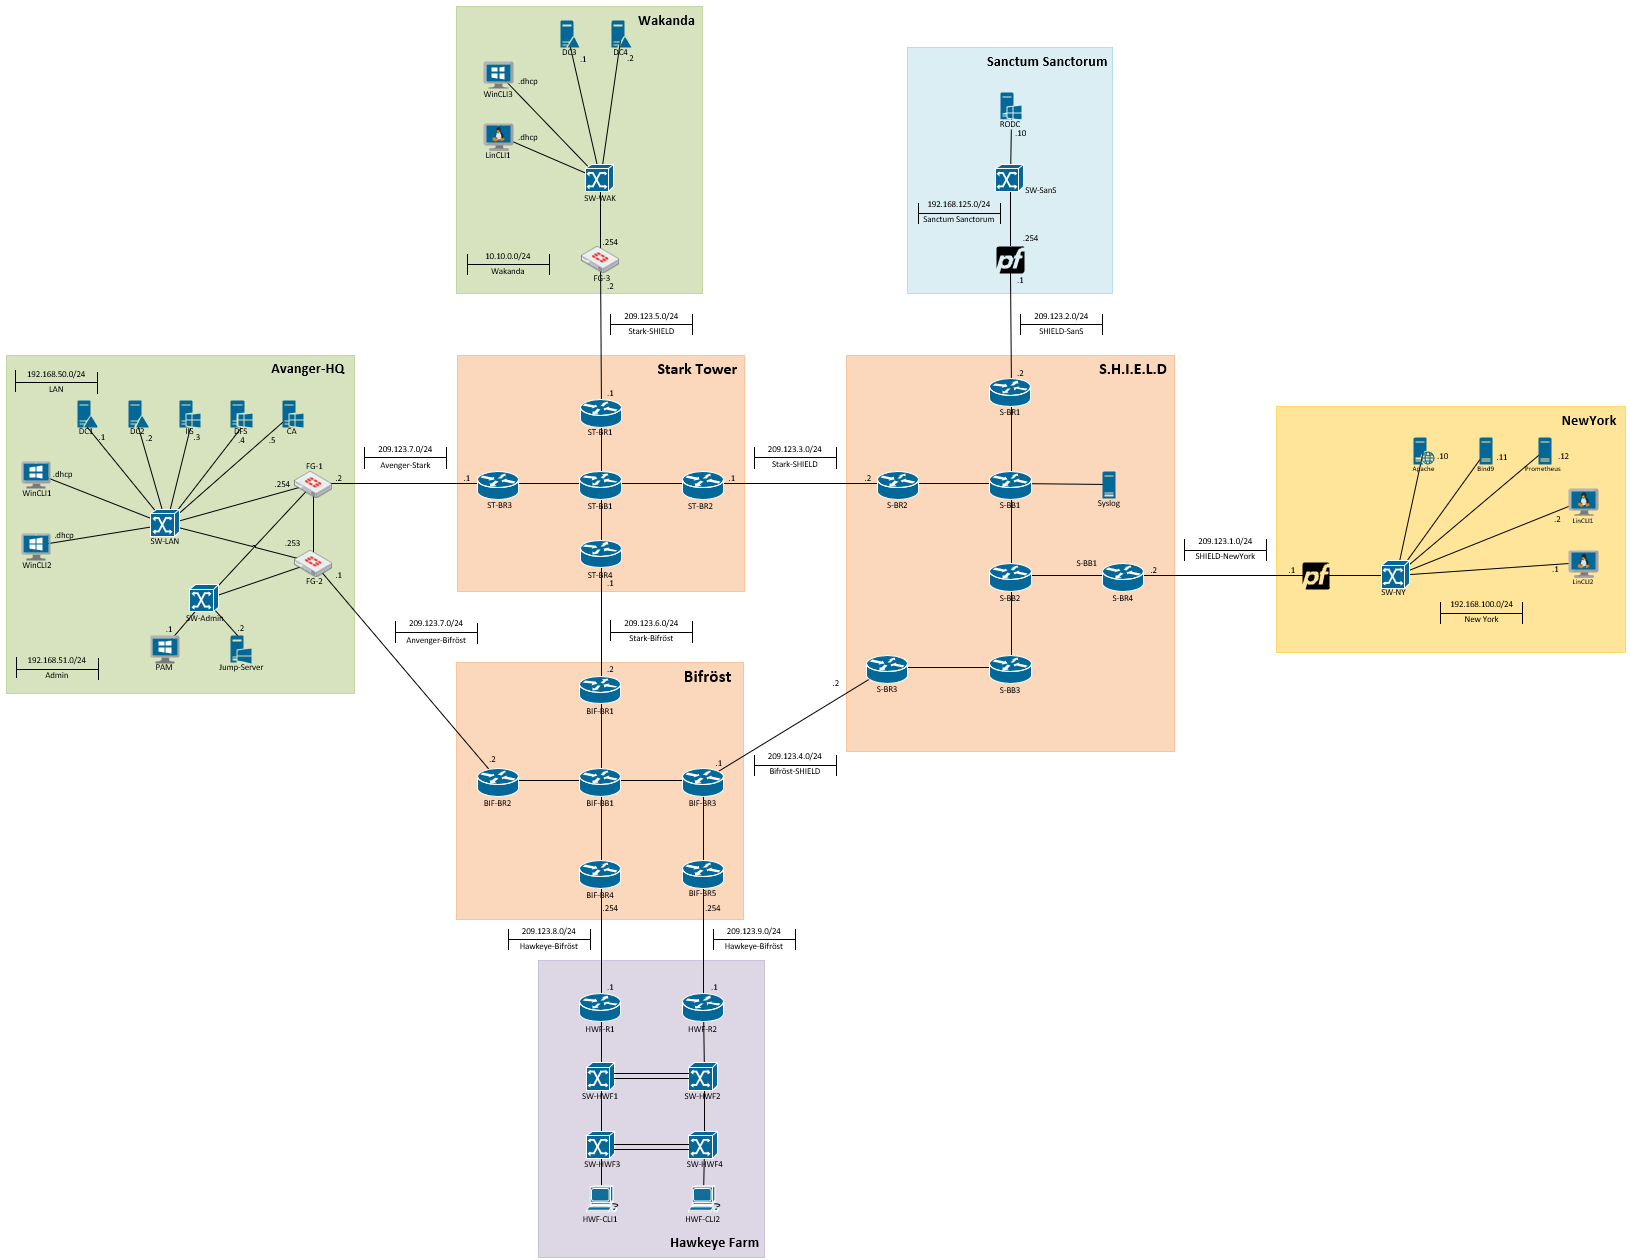 Wakanda
DC3
DC4
.1
.2
WinCLI3
.dhcp
LinCLI1
.dhcp
SW-WAK
.254
10.10.0.0/24
Wakanda
FG-3
.2
Sanctum Sanctorum
RODC
.10
SW-SanS
192.168.125.0/24
Sanctum Sanctorum
.254
pf
.1
209.123.5.0/24
Stark-SHIELD
209.123.2.0/24
SHIELD-SanS
Avanger-HQ
192.168.50.0/24
LAN
DC1
DC2
IIS
DFS
CA
.1
.2
.3
.4
.5
WinCLI1
.dhcp
FG-1
.254
.2
SW-LAN
WinCLI2
.dhcp
.253
FG-2
.1
SW-Admin
.1
.2
PAM
Jump-Server
192.168.51.0/24
Admin
209.123.7.0/24
Avenger-Stark
Stark Tower
.1
ST-BR1
.1
ST-BR3
ST-BB1
ST-BR2
.1
ST-BR4
.1
209.123.3.0/24
Stark-SHIELD
S.H.I.E.L.D
.2
S-BR1
.2
S-BR2
S-BB1
Syslog
S-BB1
S-BB2
S-BR4
.2
.2
S-BR3
S-BB3
209.123.1.0/24
SHIELD-NewYork
NewYork
Apache
.10
Bind9
.11
Prometheus
.12
LinCLI1
.2
LinCLI2
.1
.1
pf
SW-NY
192.168.100.0/24
New York
209.123.7.0/24
Anvenger-Bifröst
209.123.6.0/24
Stark-Bifröst
Bifröst
.2
BIF-BR1
.2
BIF-BR2
BIF-BB1
BIF-BR3
.1
209.123.4.0/24
Bifröst-SHIELD
BIF-BR4
BIF-BR5
.254
.254
209.123.8.0/24
Hawkeye-Bifröst
209.123.9.0/24
Hawkeye-Bifröst
.1
.1
HWF-R1
HWF-R2
SW-HWF1
SW-HWF2
SW-HWF3
SW-HWF4
HWF-CLI1
HWF-CLI2
Hawkeye Farm